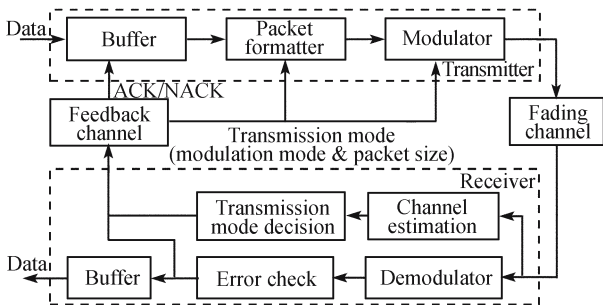 Data
Buffer
Packet
formatter
Modulator
Transmitter
ACK/NACK
Feedback
channel
Transmission mode
(modulation mode & packet size)
Fading
channel
Receiver
Transmission
mode decision
Channel
estimation
Data
Buffer
Error check
Demodulator